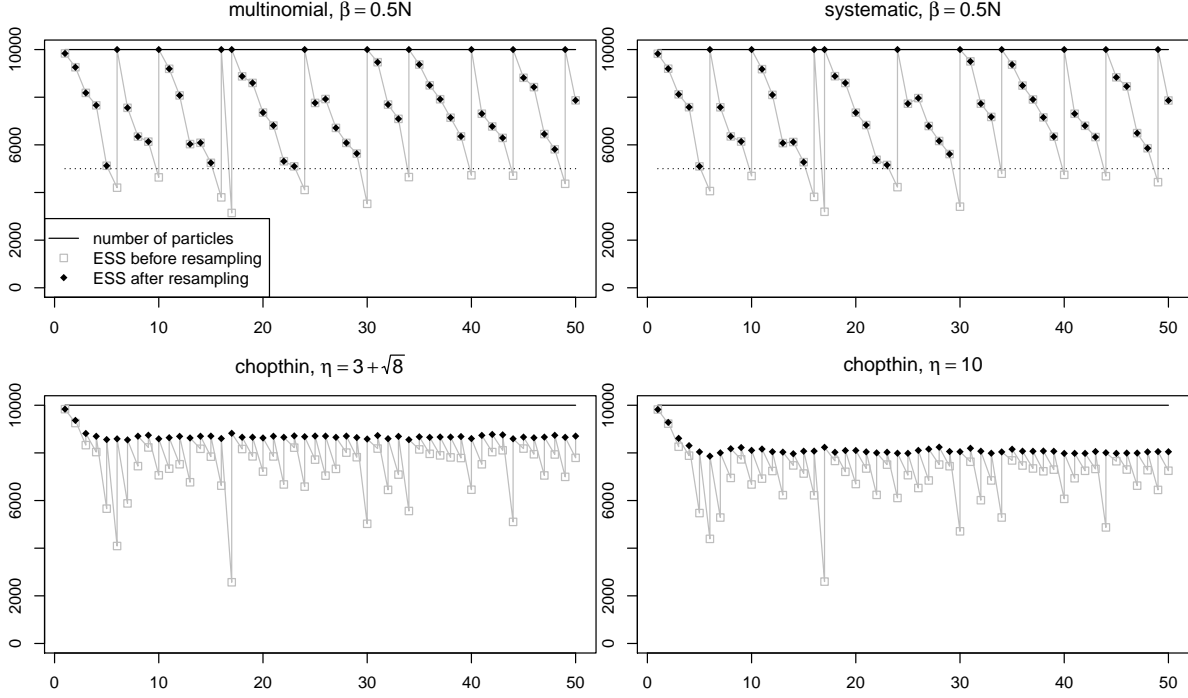 multinomial, β = 0.5N
systematic, β = 0.5N
0 2000 6000 10000
number of particles
ESS before resampling
ESS after resampling
0 10 20 30 40 50
0 2000 6000 10000
0 10 20 30 40 50
chopthin, η = 3 + √8
chopthin, η = 10
0 2000 6000 10000
0 10 20 30 40 50
0 2000 6000 10000
0 10 20 30 40 50